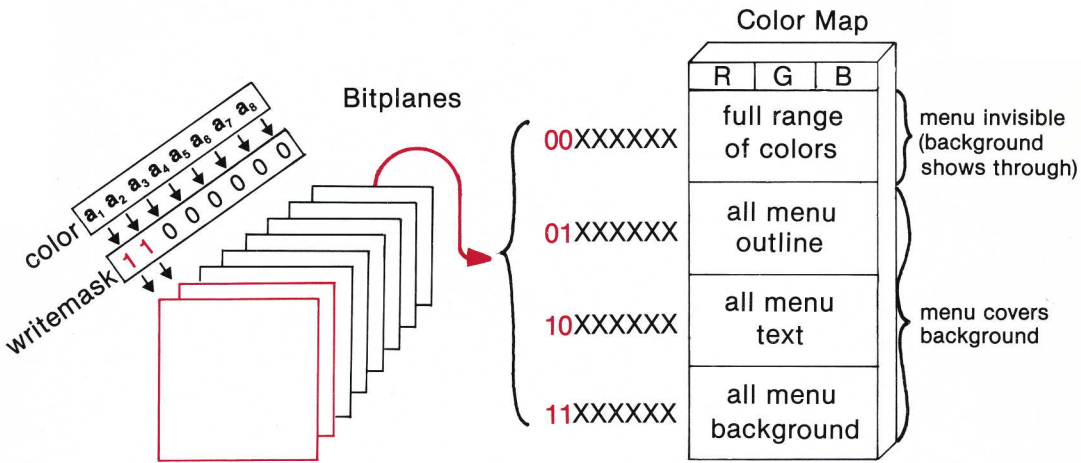 Color Map
R G B
Bitplanes
color
a1 a2 a3 a4 a5 a6 a7 a8
writemask
1 1 0 0 0 0 0 0
00XXXXXX
full range
of colors
menu invisible
(background
shows through)
01XXXXXX
all menu
outline
10XXXXXX
all menu
text
menu covers
background
11XXXXXX
all menu
background